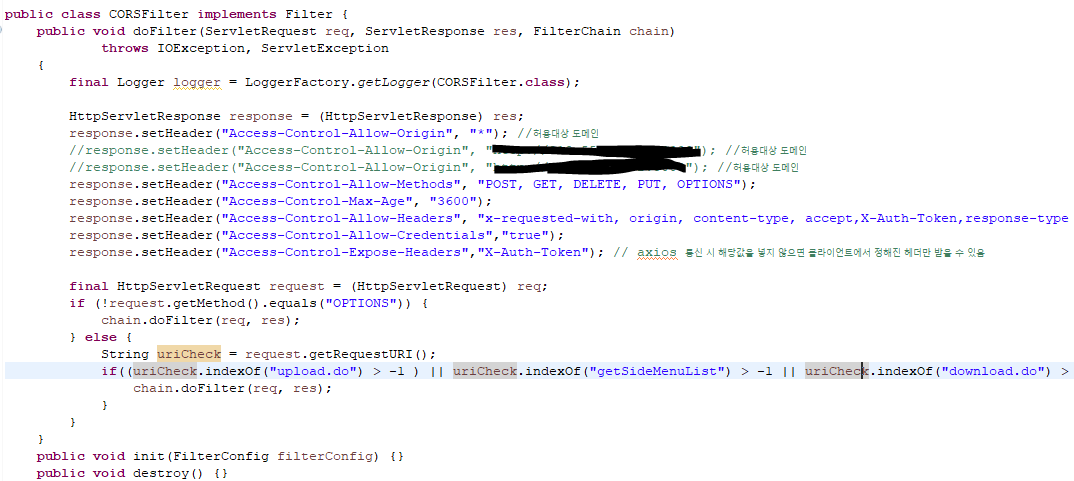 public class CORSFilter implements Filter {
public void doFilter(ServletRequest req, ServletResponse res, FilterChain chain)
throws IOException, ServletException
{
final Logger logger = LoggerFactory.getLogger(CORSFilter.class);
HttpServletResponse response = (HttpServletResponse) res;
response.setHeader("Access-Control-Allow-Origin", "*"); //허용대상 도메인
//response.setHeader("Access-Control-Allow-Origin", "); //허용대상 도메인
//response.setHeader("Access-Control-Allow-Origin", "); //허용대상 도메인
response.setHeader("Access-Control-Allow-Methods", "POST, GET, DELETE, PUT, OPTIONS");
response.setHeader("Access-Control-Max-Age", "3600");
response.setHeader("Access-Control-Allow-Headers", "x-requested-with, origin, content-type, accept,X-Auth-Token,response-type
response.setHeader("Access-Control-Allow-Credentials","true");
response.setHeader("Access-Control-Expose-Headers","X-Auth-Token"); // axios 통신 시 해당값을 넣지 않으면 클라이언트에서 정해진 헤더만 받을 수 있음
final HttpServletRequest request = (HttpServletRequest) req;
if (!request.getMethod().equals("OPTIONS")) {
chain.doFilter(req, res);
} else {
String uriCheck = request.getRequestURI();
if((uriCheck.indexOf("upload.do") > -1 ) || uriCheck.indexOf("getSideMenuList") > -1 || uriCheck.indexOf("download.do") >
chain.doFilter(req, res);
}
}
}
public void init(FilterConfig filterConfig) {}
public void destroy() {}